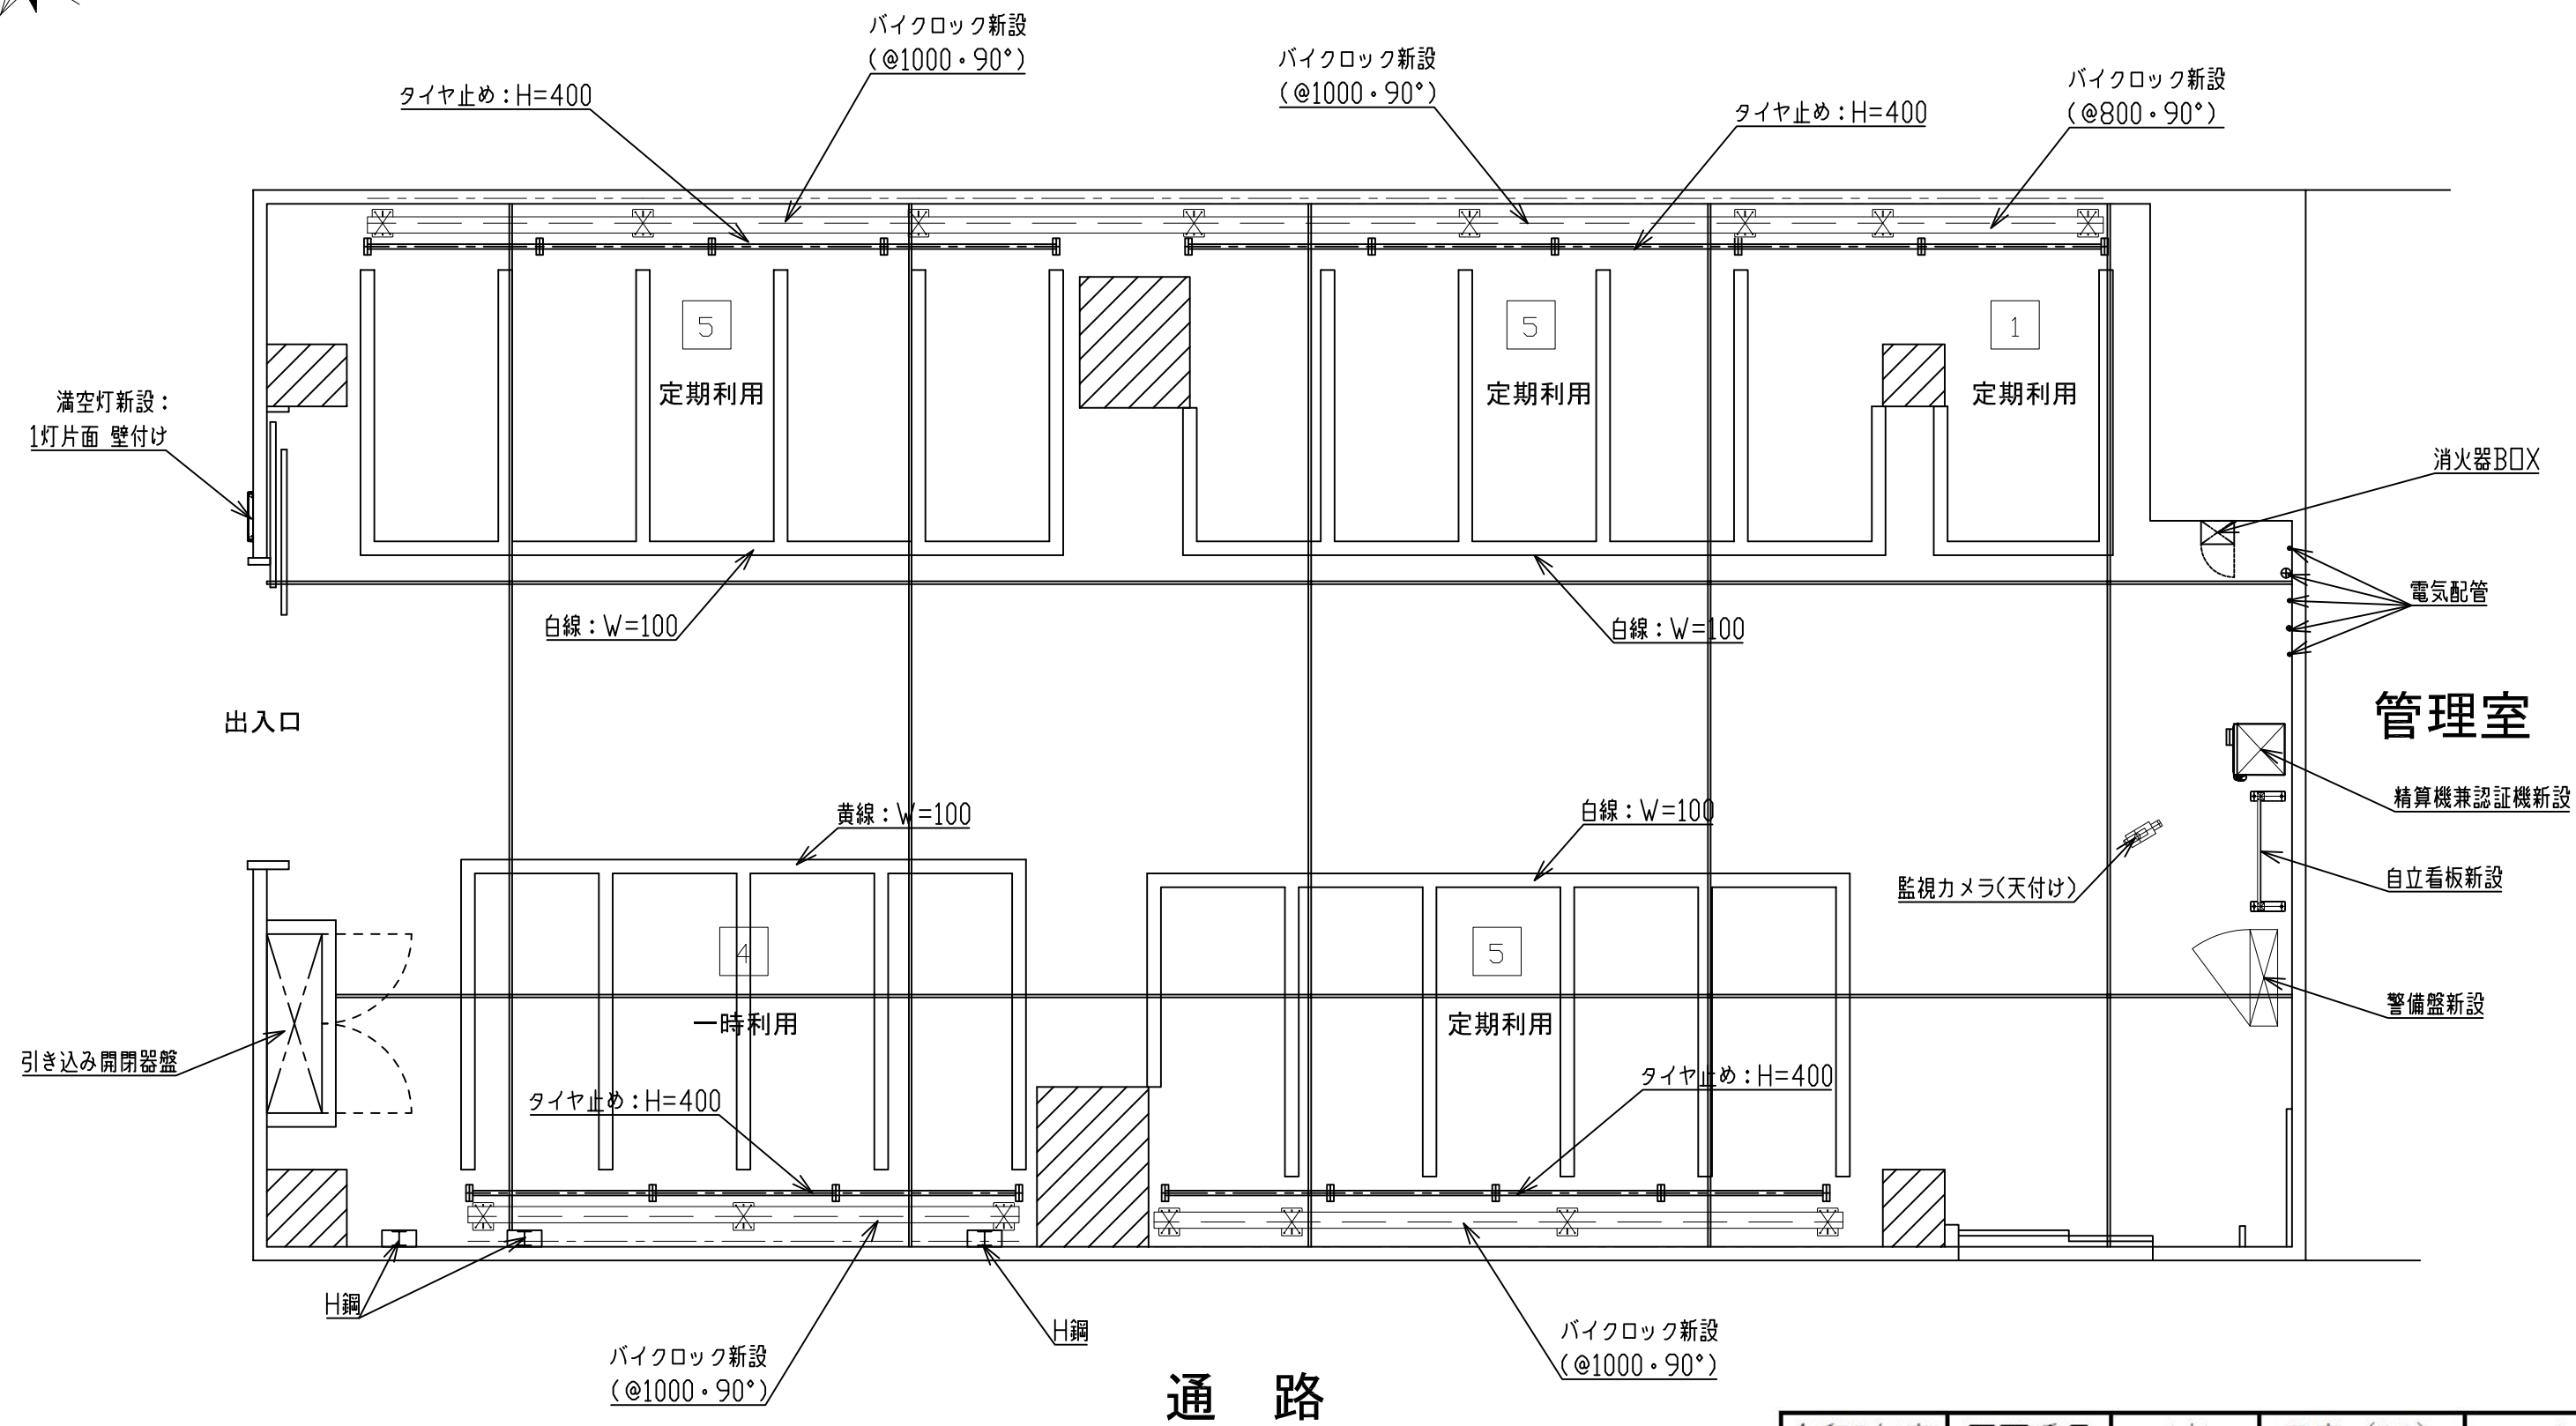 バイクロック新設
(@1000・90°)
タイヤ止め:H=400
バイクロック新設
(@1000・90°)
タイヤ止め:H=400
バイクロック新設
(@800・90°)
5
定期利用
5
定期利用
1
定期利用
満空灯新設:
1灯片面 壁付け
消火器BOX
電気配管
白線:W=100
白線:W=100
出入口
管理室
精算機兼認証機新設
黄線:W=100
白線:W=100
監視カメラ(天付け)
自立看板新設
4
一時利用
5
定期利用
警備盤新設
引き込み開閉器盤
タイヤ止め:H=400
タイヤ止め:H=400
H鋼
H鋼
バイクロック新設
(@1000・90°)
バイクロック新設
(@1000・90°)
通 路